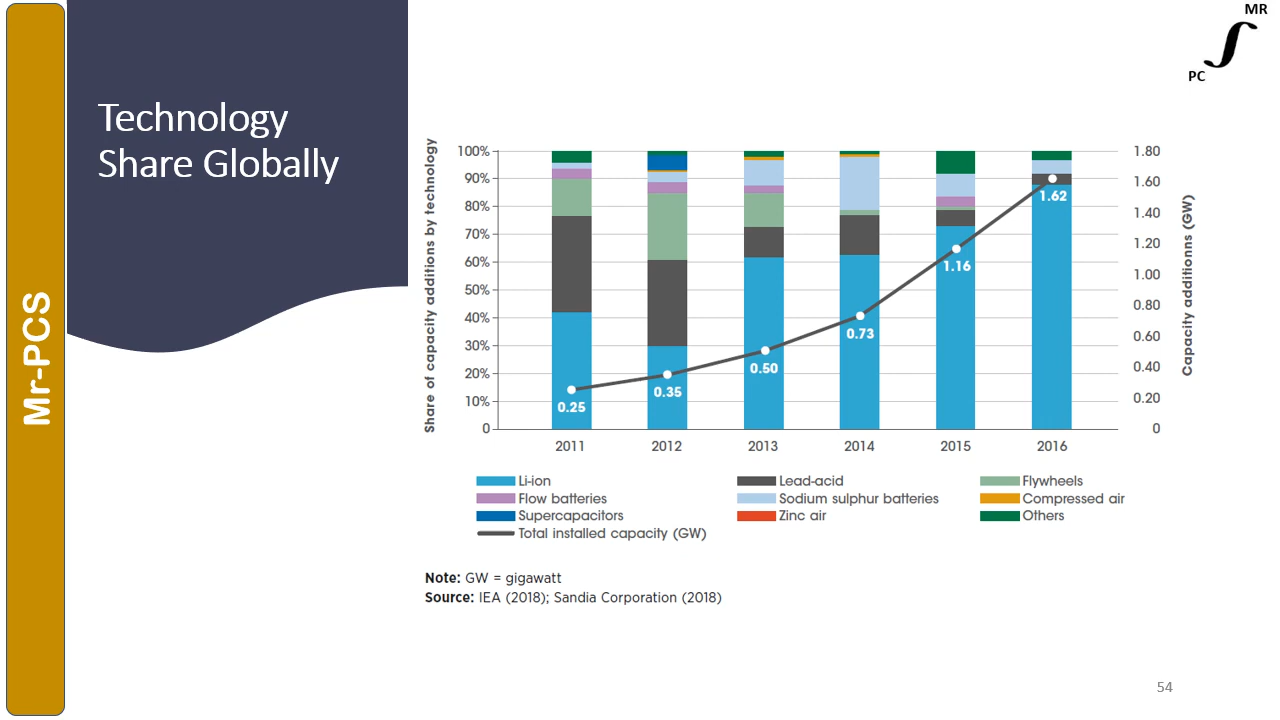 MR
PC
Mr-PCS
Technology
Share Globally
Share of capacity additions by technology
100%
90%
80%
70%
60%
50%
40%
30%
20%
10%
0
1.80
1.60
1.40
1.20
1.00
0.80
0.60
0.40
0.20
0
Capacity additions (GW)
0.25
0.35
0.50
0.73
1.16
1.62
2011 2012 2013 2014 2015 2016
Li-ion Lead-acid Flywheels
Flow batteries Sodium sulphur batteries Compressed air
Supercapacitors Zinc air Others
Total installed capacity (GW)
Note: GW = gigawatt
Source: IEA (2018); Sandia Corporation (2018)
54